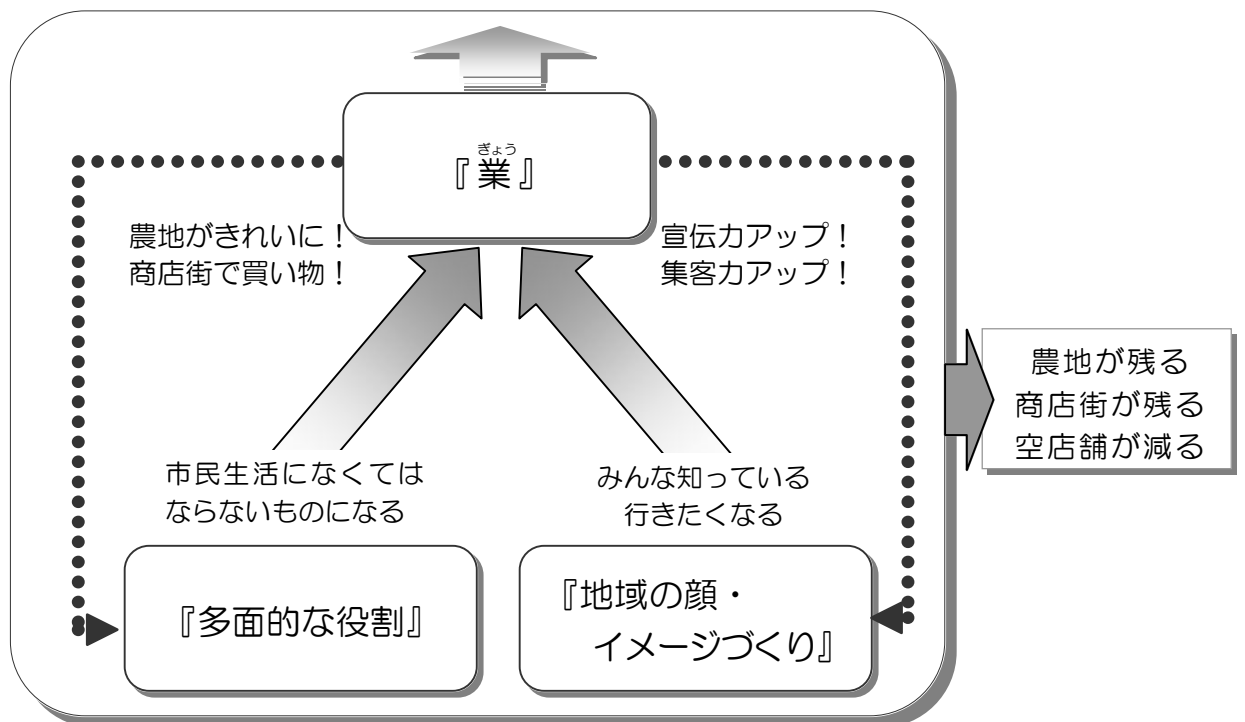 ぎょう
『業』
農地がきれいに！
商店街で買い物！
宣伝力アップ！
集客力アップ！
農地が残る
商店街が残る
空店舗が減る
市民生活になくては
ならないものになる
みんな知っている
行きたくなる
『多面的な役割』
『地域の顔・
イメージづくり』